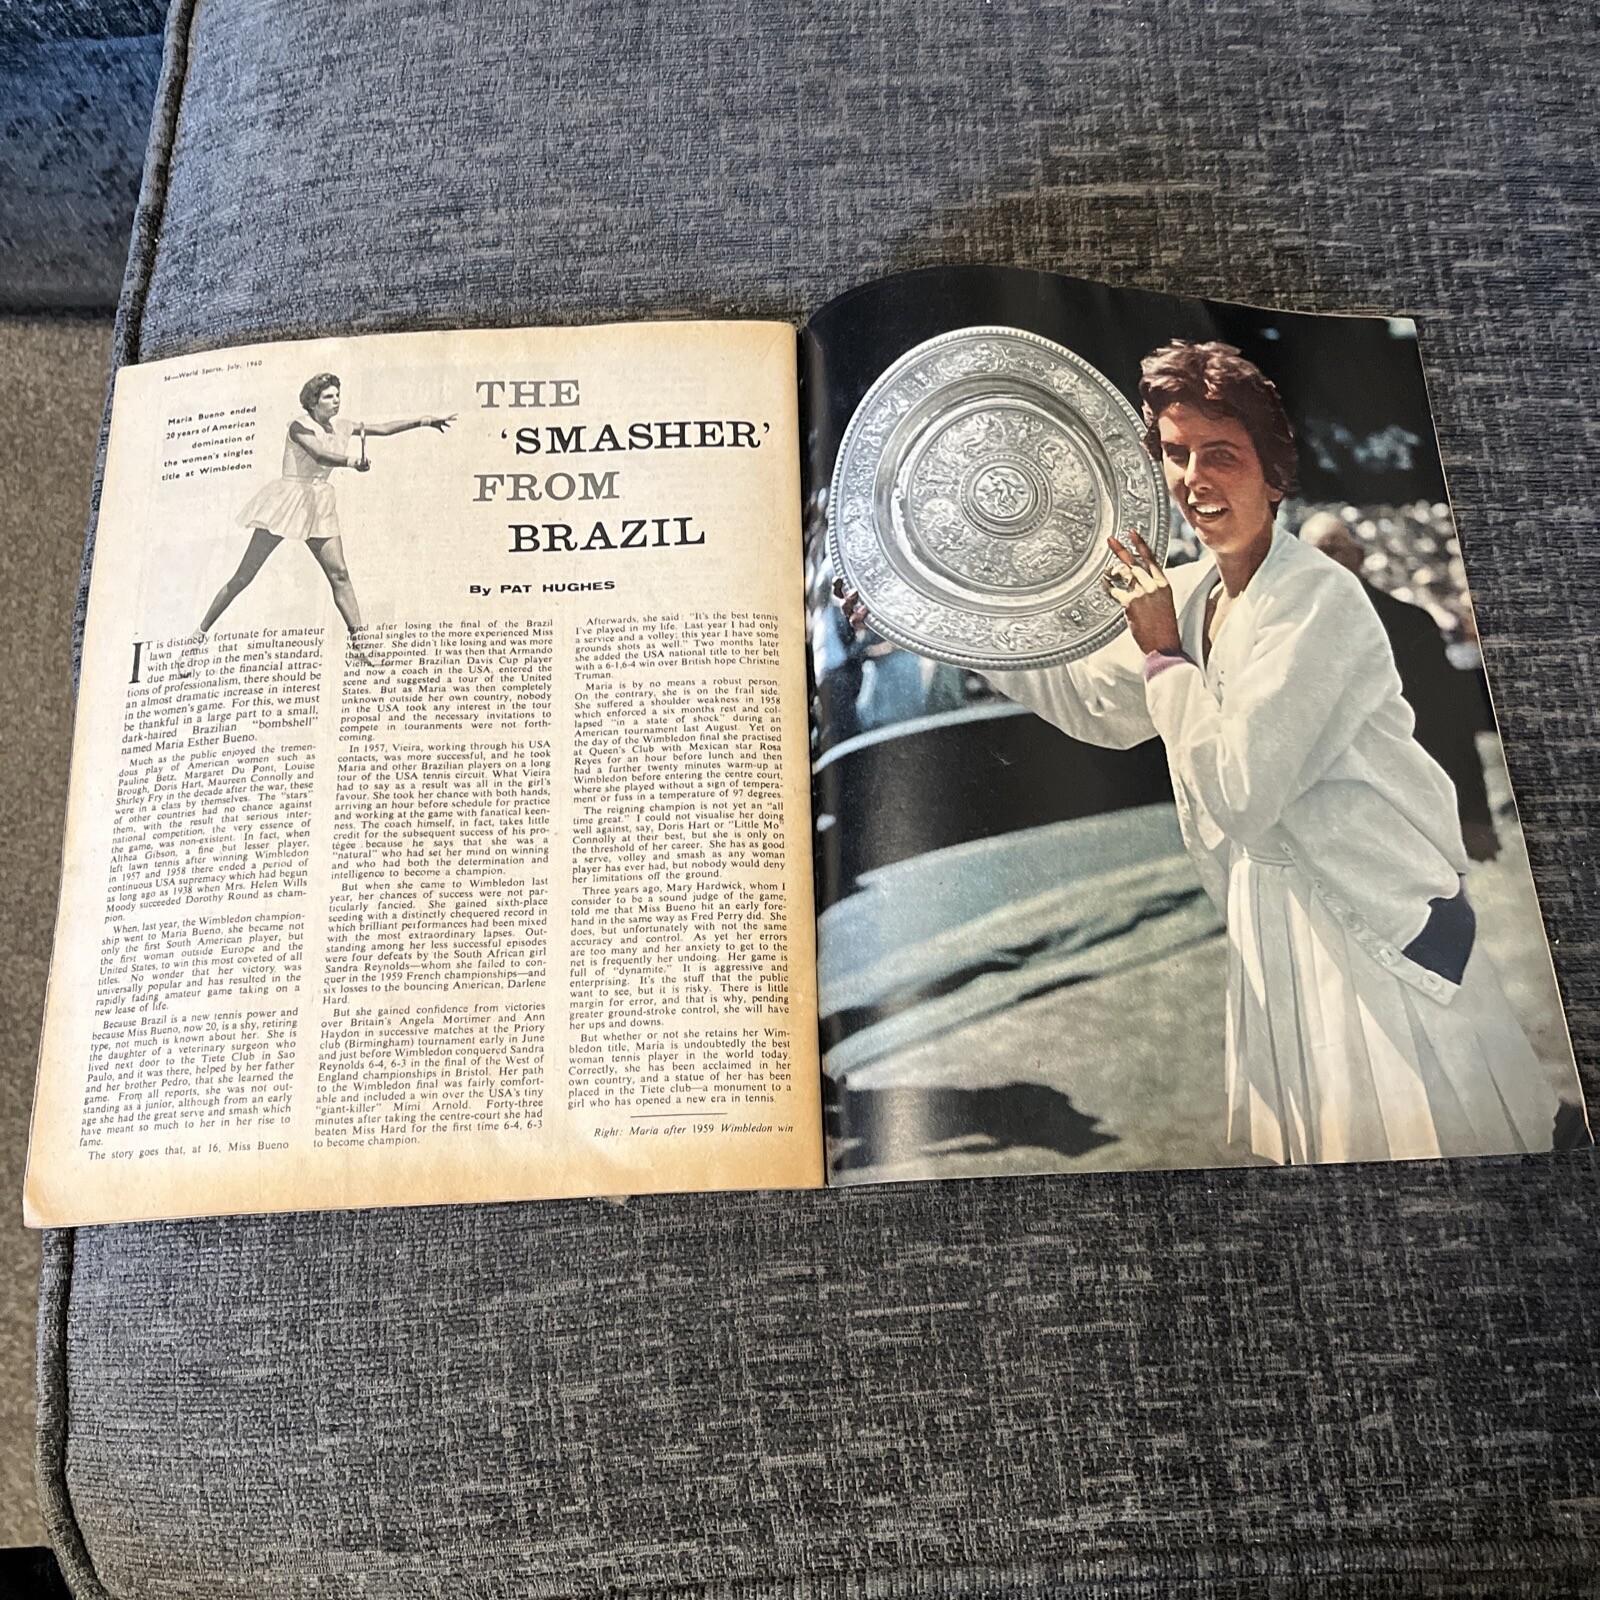 56—World Sports, July, 1960
Maria Bueno ended
20 years of American
domination of
the women's singles
title at Wimbledon
THE
'SMASHER'
FROM
BRAZIL
By PAT HUGHES
IT is distinctly fortunate for amateur
lawn tennis that simultaneously
with the drop in the men's standard,
due mainly to the financial attrac-
tions of professionalism, there should be
an almost dramatic increase in interest
in the women's game. For this, we must
be thankful in a large part to a small,
dark-haired Brazilian "bombshell"
named Maria Esther Bueno.
Much as the public enjoyed the tremen-
dous play of American women such as
Pauline Betz, Margaret Du Pont, Louise
Brough, Doris Hart, Maureen Connolly and
Shirley Fry in the decade after the war, these
were in a class by themselves. The "stars"
of other countries had no chance against
them, with the result that serious inter-
national competition, the very essence of
the game, was non-existent. In fact, when
Althea Gibson, a fine but lesser player,
left lawn tennis after winning Wimbledon
in 1957 and 1958 there ended a period of
continuous USA supremacy which had begun
as long ago as 1938 when Mrs. Helen Wills
Moody succeeded Dorothy Round as cham-
pion.
When, last year, the Wimbledon champion-
ship went to Maria Bueno, she became not
only the first South American player, but
the first woman outside Europe and the
United States, to win this most coveted of all
titles. No wonder that her victory was
universally popular and has resulted in the
rapidly fading amateur game taking on a
new lease of life.
Because Brazil is a new tennis power and
because Miss Bueno, now 20, is a shy, retiring
type, not much is known about her. She is
the daughter of a veterinary surgeon who
lived next door to the Tiete Club in Sao
Paulo, and it was there, helped by her father
and her brother Pedro, that she learned the
game. From all reports, she was not out-
standing as a junior, although from an early
age she had the great serve and smash which
have meant so much to her in her rise to
fame.
The story goes that, at 16, Miss Bueno
after losing the final of the Brazil
national singles to the more experienced Miss
Metzner. She didn't like losing and was more
than disappointed. It was then that Armando
Vieira, former Brazilian Davis Cup player
and now a coach in the USA, entered the
scene and suggested a tour of the United
States. But as Maria was then completely
unknown outside her own country, nobody
in the USA took any interest in the tour
proposal and the necessary invitations to
compete in touranments were not forth-
coming.
In 1957, Vieira, working through his USA
contacts, was more successful, and he took
Maria and other Brazilian players on a long
tour of the USA tennis circuit. What Vieira
had to say as a result was all in the girl's
favour. She took her chance with both hands,
arriving an hour before schedule for practice
and working at the game with fanatical keen-
ness. The coach himself, in fact, takes little
credit for the subsequent success of his pro-
tégée because he says that she was a
"natural" who had set her mind on winning
and who had both the determination and
intelligence to become a champion.
But when she came to Wimbledon last
year, her chances of success were not par-
ticularly fancied. She gained sixth-place
seeding with a distinctly chequered record in
which brilliant performances had been mixed
with the most extraordinary lapses. Out-
standing among her less successful episodes
were four defeats by the South African girl
Sandra Reynolds—whom she failed to con-
quer in the 1959 French championships—and
six losses to the bouncing American, Darlene
Hard.
But she gained confidence from victories
over Britain's Angela Mortimer and Ann
Haydon in successive matches at the Priory
club (Birmingham) tournament early in June
and just before Wimbledon conquered Sandra
Reynolds 6-4, 6-3 in the final of the West of
England championships in Bristol. Her path
to the Wimbledon final was fairly comfort-
able and included a win over the USA's tiny
"giant-killer" Mimi Arnold. Forty-three
minutes after taking the centre-court she had
beaten Miss Hard for the first time 6-4, 6-3
to become champion.
Afterwards, she said: "It's the best tennis
I've played in my life. Last year I had only
a service and a volley; this year I have some
grounds shots as well." Two months later
she added the USA national title to her belt
with a 6-1,6-4 win over British hope Christine
Truman.
Maria is by no means a robust person.
On the contrary, she is on the frail side.
She suffered a shoulder weakness in 1958
which enforced a six months rest and col-
lapsed "in a state of shock" during an
American tournament last August. Yet on
the day of the Wimbledon final she practised
at Queen's Club with Mexican star Rosa
Reyes for an hour before lunch and then
had a further twenty minutes warm-up at
Wimbledon before entering the centre court,
where she played without a sign of tempera-
ment or fuss in a temperature of 97 degrees.
The reigning champion is not yet an "all
time great." I could not visualise her doing
well against, say, Doris Hart or "Little Mo"
Connolly at their best, but she is only on
the threshold of her career. She has as good
a serve, volley and smash as any woman
player has ever had, but nobody would deny
her limitations off the ground.
Three years ago, Mary Hardwick, whom I
consider to be a sound judge of the game,
told me that Miss Bueno hit an early fore-
hand in the same way as Fred Perry did. She
does, but unfortunately with not the same
accuracy and control. As yet her errors
are too many and her anxiety to get to the
net is frequently her undoing. Her game is
full of "dynamite." It is aggressive and
enterprising. It's the stuff that the public
want to see, but it is risky. There is little
margin for error, and that is why, pending
greater ground-stroke control, she will have
her ups and downs.
But whether or not she retains her Wim-
bledon title, Maria is undoubtedly the best
woman tennis player in the world today.
Correctly, she has been acclaimed in her
own country, and a statue of her has been
placed in the Tiete club—a monument to a
girl who has opened a new era in tennis.
Right: Maria after 1959 Wimbledon win